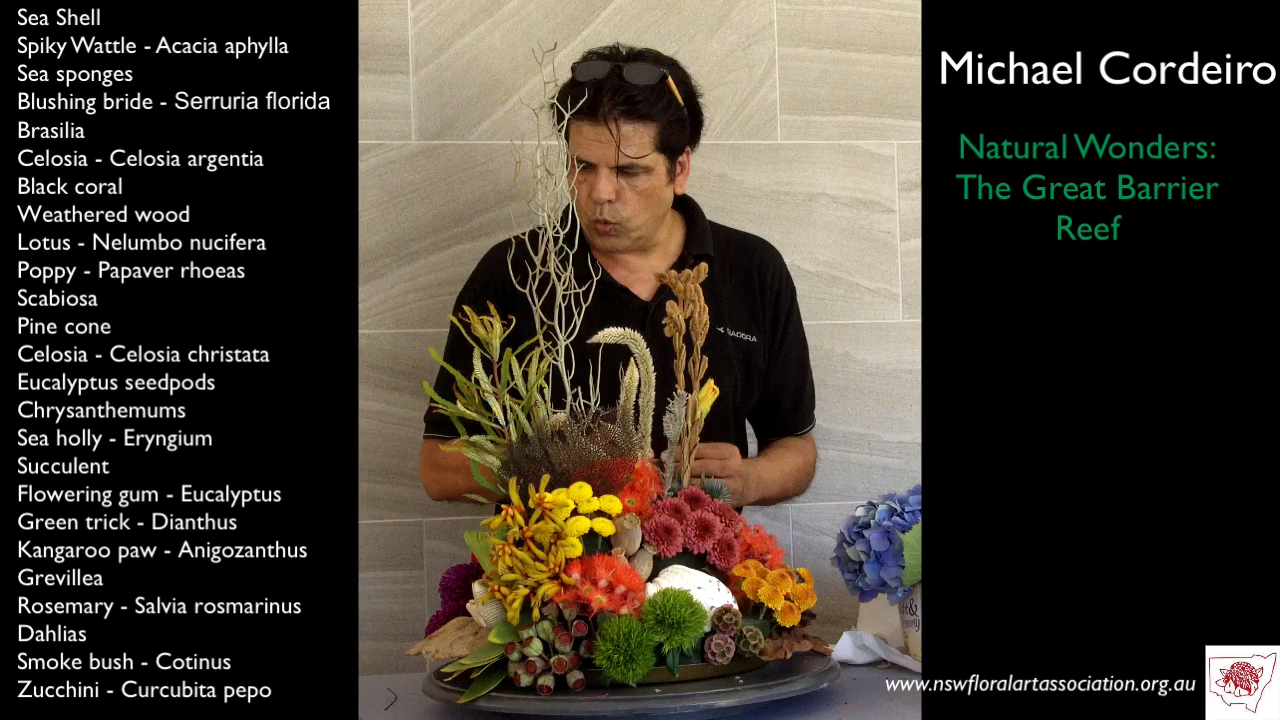 Sea Shell
Spiky Wattle - Acacia aphylla
Sea sponges
Blushing bride - Serruria florida
Brasilia
Celosia - Celosia argentia
Black coral
Weathered wood
Lotus - Nelumbo nucifera
Poppy - Papaver rhoeas
Scabiosa
Pine cone
Celosia - Celosia christata
Eucalyptus seedpods
Chrysanthemums
Sea holly - Eryngium
Succulent
Flowering gum - Eucalyptus
Green trick - Dianthus
Kangaroo paw - Anigozanthus
Grevillea
Rosemary - Salvia rosmarinus
Dahlias
Smoke bush - Cotinus
Zucchini - Curcubita pepo
Michael Cordeiro
Natural Wonders:
The Great Barrier
Reef
www.nswfloralartassociation.org.au